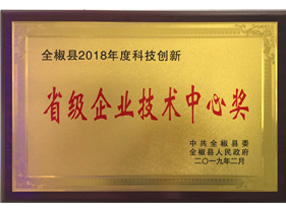 全椒县2018年度科技创新
省级企业技术中心奖
中共全椒县委
全椒县人民政府
二〇一九年二月